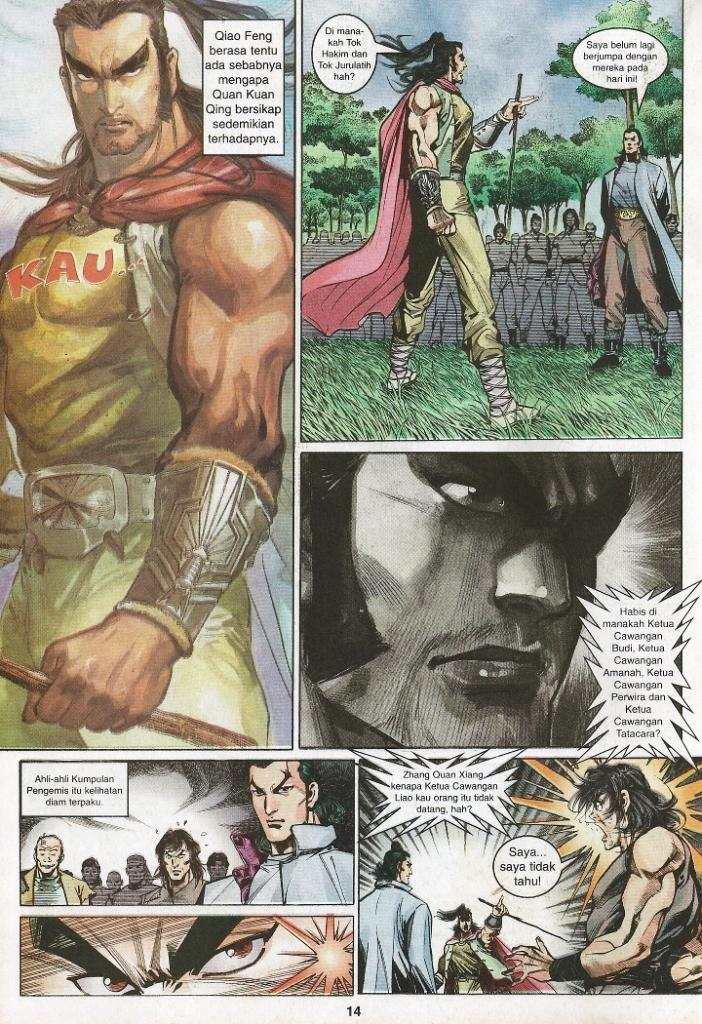 Qiao Feng
berasa tentu
ada sebabnya
mengapa
Quan Kuan
Qing bersikap
sedemikian
terhadapnya.
KAU...
Di mana-
kah Tok
Hakim dan
Tok Jurulatih
hah?
Saya belum lagi
berjumpa dengan
mereka pada
hari ini!
Habis di
manakah Ketua
Cawangan
Budi, Ketua
Cawangan
Amanah, Ketua
Cawangan
Perwira dan
Ketua
Cawangan
Tatacara?
Ahli-ahli Kumpulan
Pengemis itu kelihatan
diam terpaku.
Zhang Quan Xiang,
kenapa Ketua Cawangan
Liao kau orang itu tidak
datang, hah?
Saya...
saya tidak
tahu!
14